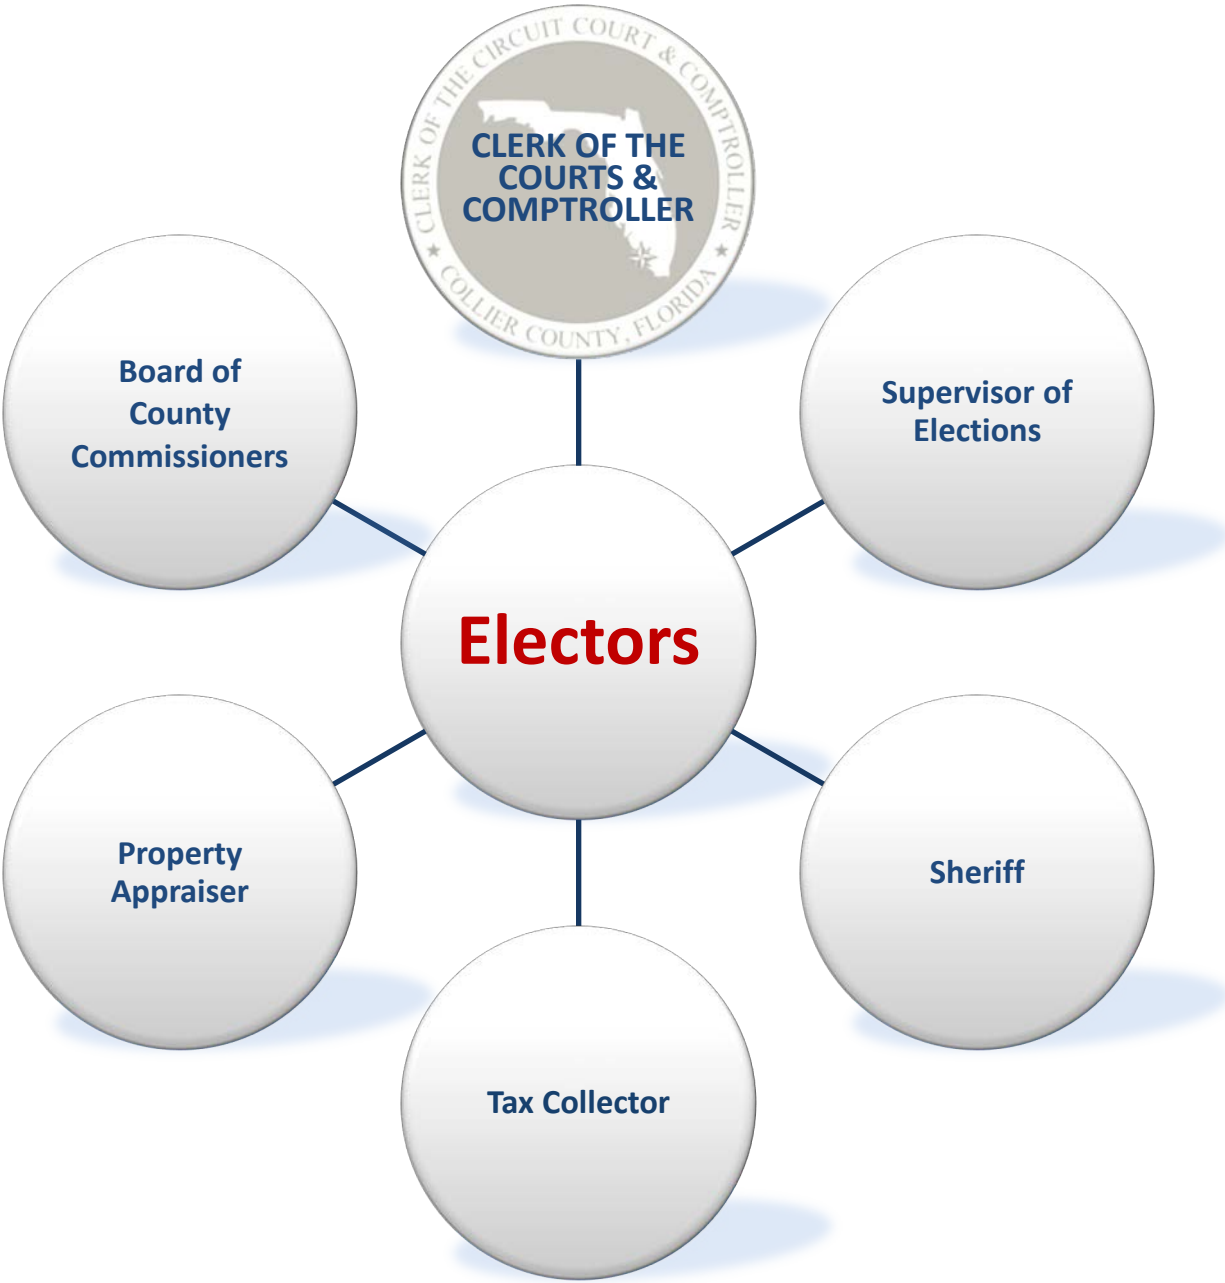 CLERK OF THE CIRCUIT COURT & COMPTROLLER
★ COLLIER COUNTY, FLORIDA ★
CLERK OF THE
COURTS &
COMPTROLLER
Board of
County
Commissioners
Supervisor of
Elections
Electors
Property
Appraiser
Sheriff
Tax Collector